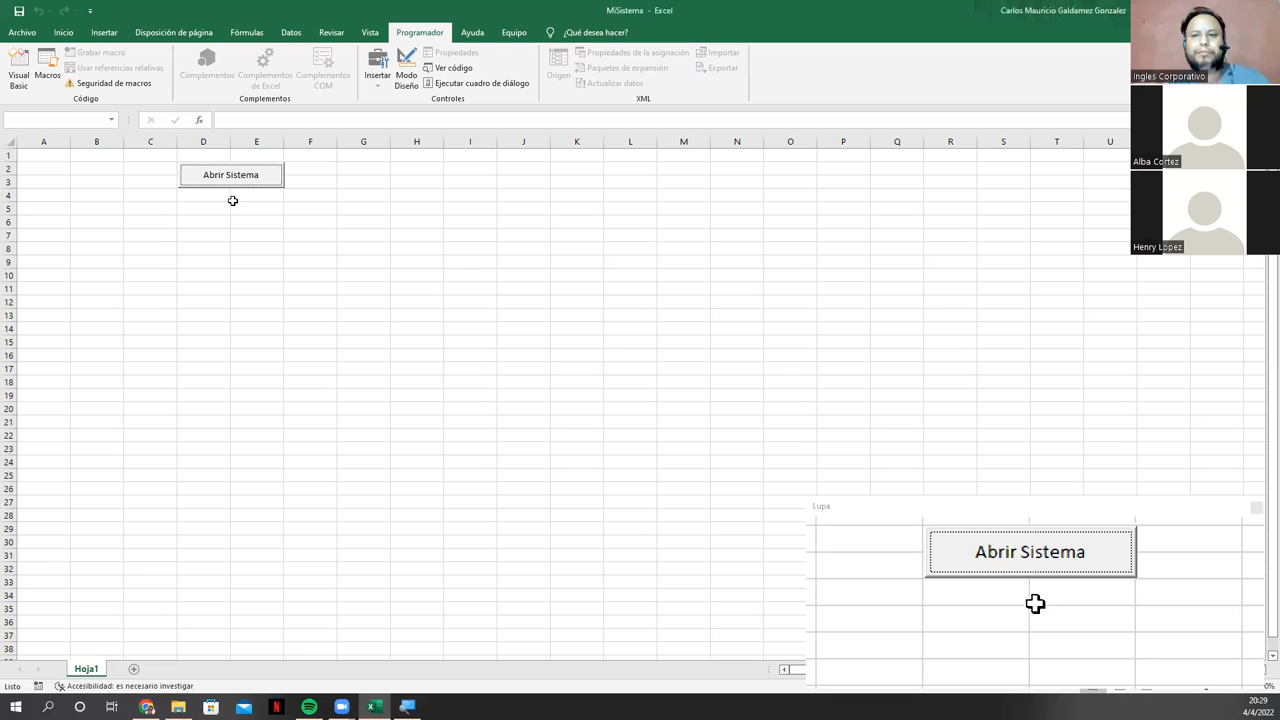 MiSistema - Excel
Carlos Mauricio Galdamez Gonzalez
Archivo Inicio Insertar Disposición de página Fórmulas Datos Revisar Vista Programador Ayuda Equipo ¿Qué desea hacer?
Visual Basic
Macros
Grabar macro
Usar referencias relativas
Seguridad de macros
Código
Complementos
Complementos de Excel
Complementos COM
Complementos
Insertar
Modo Diseño
Propiedades
Ver código
Ejecutar cuadro de diálogo
Controles
Origen
Propiedades de la asignación
Paquetes de expansión
Actualizar datos
Importar
Exportar
XML
Ingles Corporativo
Alba Cortez
Henry Lopez
fx
A B C D E F G H I J K L M N O P Q R S T U
1
2
3
4
5
6
7
8
9
10
11
12
13
14
15
16
17
18
19
20
21
22
23
24
25
26
27
28
29
30
31
32
33
34
35
36
37
38
Abrir Sistema
Lupa
Abrir Sistema
Hoja1
Listo
Accesibilidad: es necesario investigar
20:29
4/4/2022